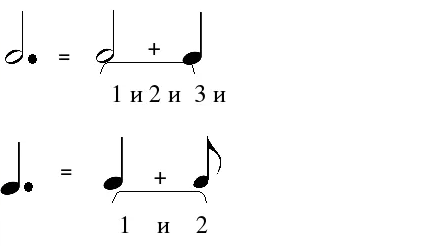 = +
1 и 2 и 3 и
= +
1 и 2